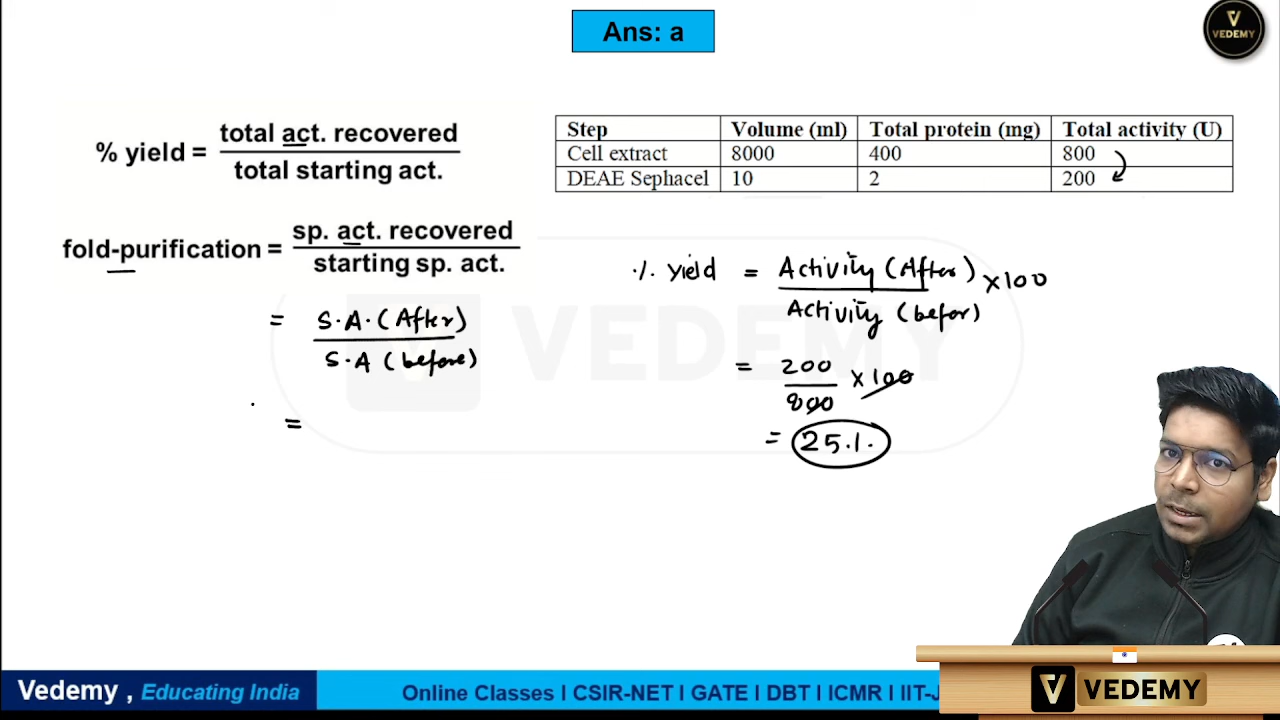 Ans: a
VEDEMY
% yield = total act. recovered
total starting act.
Step Volume (ml) Total protein (mg) Total activity (U)
Cell extract 8000 400 800
DEAE Sephacel 10 2 200
fold-purification = sp. act. recovered
starting sp. act.
= S.A. (After)
S.A (before)
=
% yield = Activity (After) ×100
Activity (befor)
= 200 ×100
800
= 25%
VEDEMY
Vedemy , Educating India
Online Classes I CSIR-NET I GATE I DBT I ICMR I IIT-J
VEDEMY